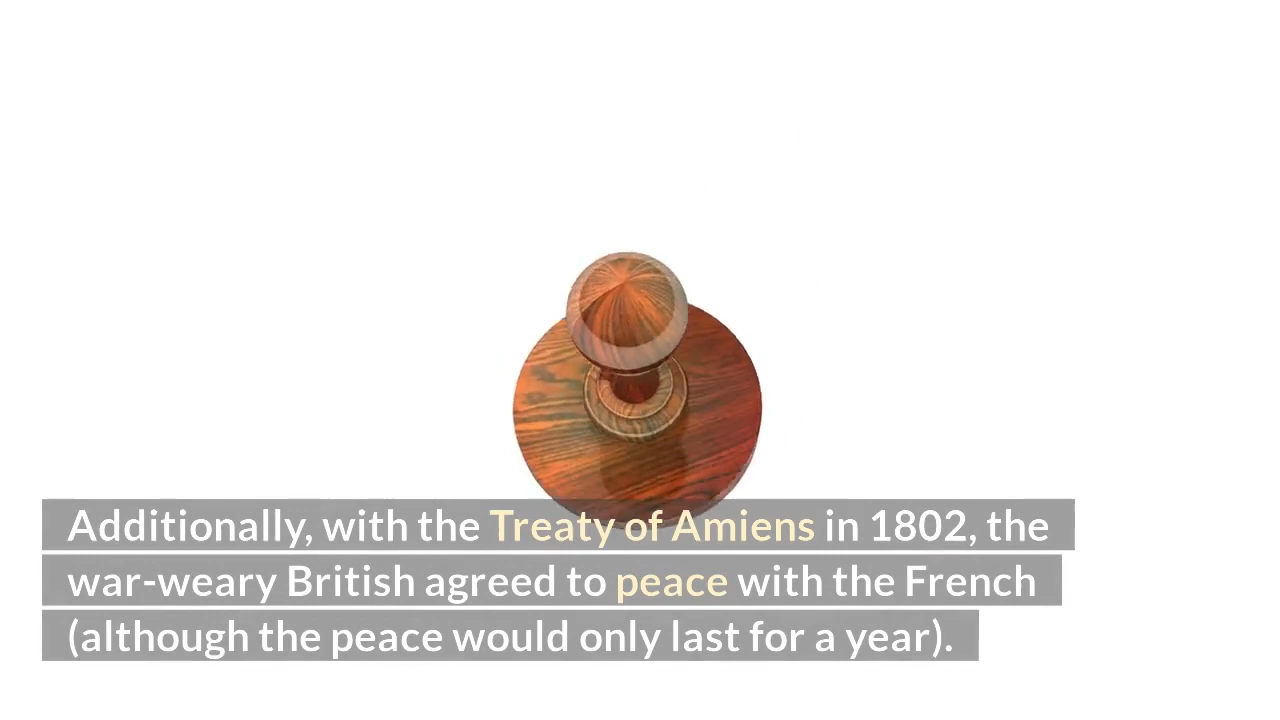 Additionally, with the Treaty of Amiens in 1802, the
war-weary British agreed to peace with the French
(although the peace would only last for a year).